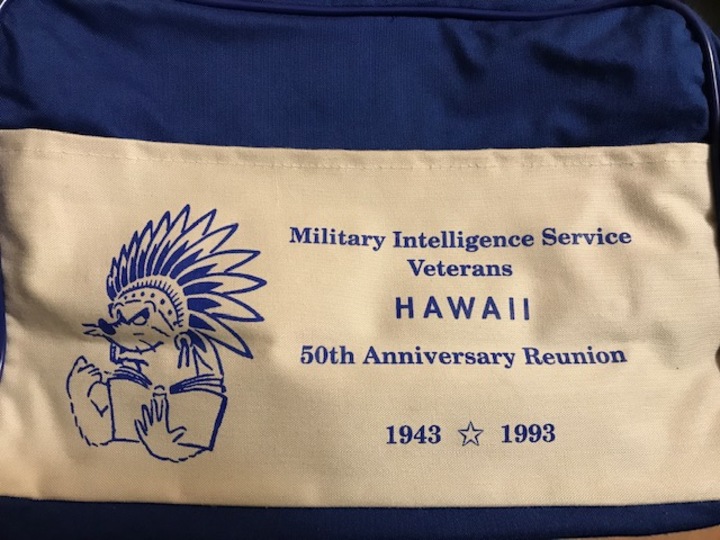 Military Intelligence Service
Veterans
HAWAII
50th Anniversary Reunion
1943 ☆ 1993